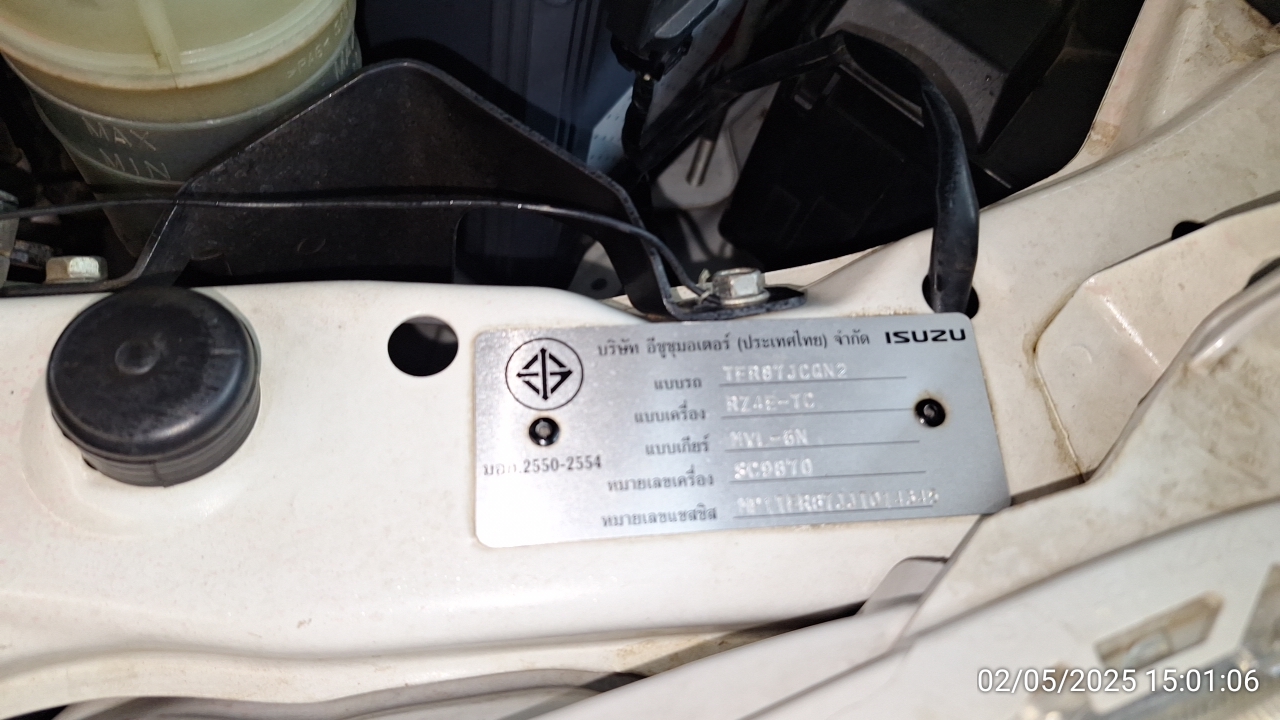 MAX
MIN
บริษัท อีซูซุมอเตอร์ (ประเทศไทย) จำกัด ISUZU
แบบรถ
แบบเครื่อง RZ4E-TC
แบบเกียร์ MVL-6N
มอก.2550-2554
หมายเลขเครื่อง
หมายเลขแชสซีส์
02/05/2025 15:01:06